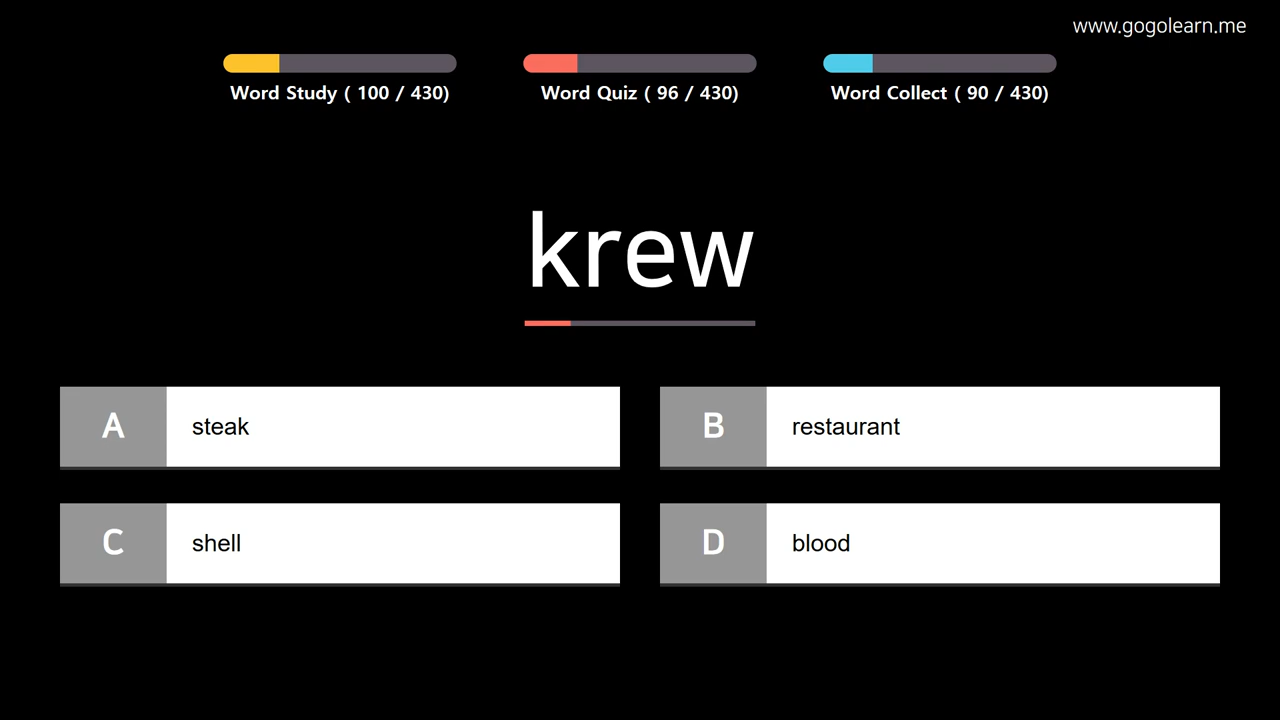 www.gogolearn.me
Word Study ( 100 / 430)
Word Quiz ( 96 / 430)
Word Collect ( 90 / 430)
krew
A steak
B restaurant
C shell
D blood